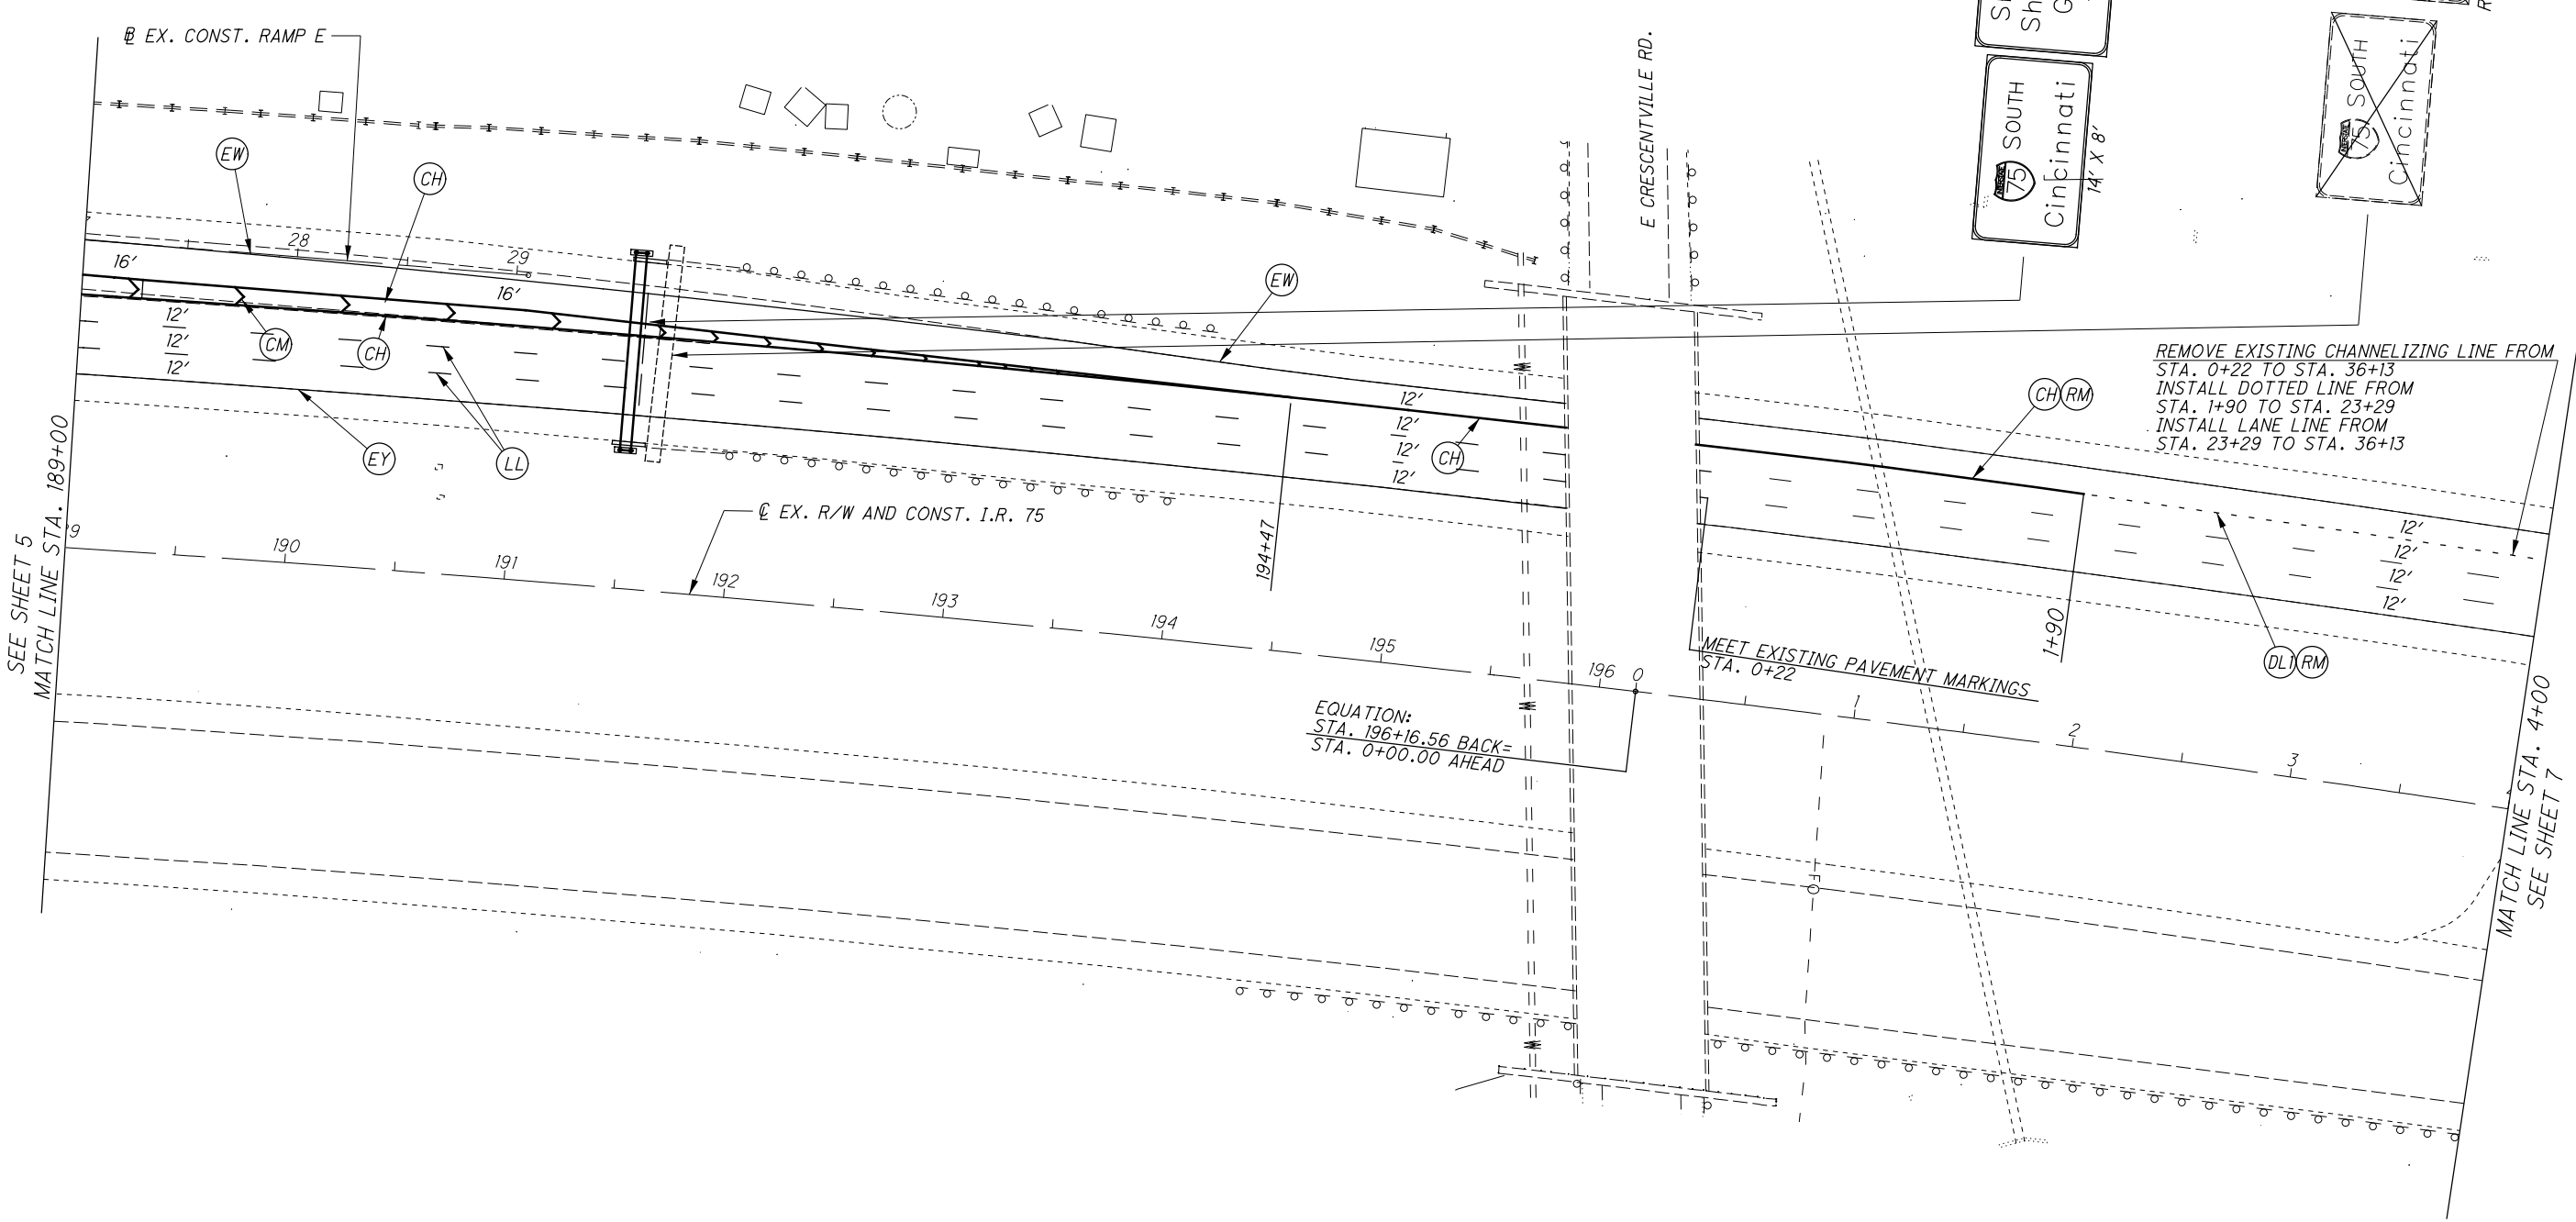 ℄ EX. CONST. RAMP E
E CRESCENTVILLE RD.
75 SOUTH
Cincinnati
14' X 8'
75 SOUTH
Cincinnati
EW
CH
28
29
16'
16'
12'
12'
12'
CM
CH
LL
EY
EW
CH
12'
12'
12'
12'
CH RM
REMOVE EXISTING CHANNELIZING LINE FROM
STA. 0+22 TO STA. 36+13
INSTALL DOTTED LINE FROM
STA. 1+90 TO STA. 23+29
INSTALL LANE LINE FROM
STA. 23+29 TO STA. 36+13
12'
12'
12'
12'
DL1 RM
SEE SHEET 5
MATCH LINE STA. 189+00
℄ EX. R/W AND CONST. I.R. 75
194+47
1+90
190
191
192
193
194
195
196
0
1
2
3
MEET EXISTING PAVEMENT MARKINGS
STA. 0+22
EQUATION:
STA. 196+16.56 BACK=
STA. 0+00.00 AHEAD
MATCH LINE STA. 4+00
SEE SHEET 7